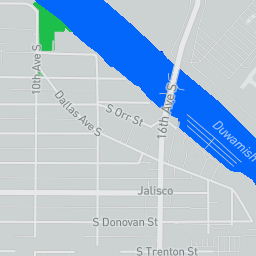 10th Ave S
Dallas Ave S
S Orr St
16th Ave S
Duwamish
Jalisco
S Donovan St
S Trenton St